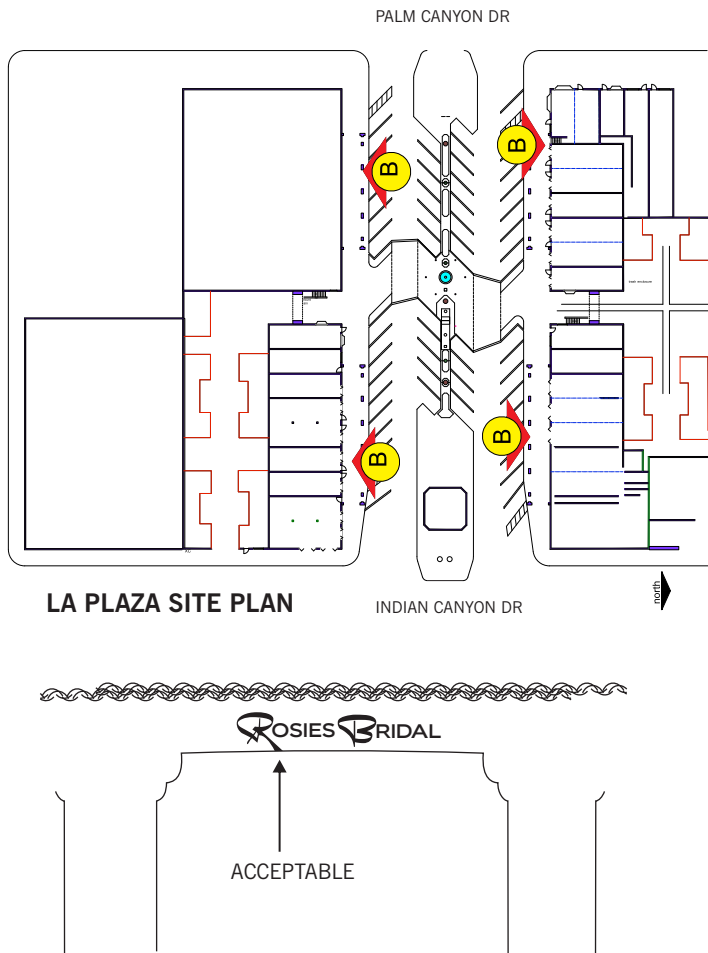 PALM CANYON DR
B
B
B
B
LA PLAZA SITE PLAN
INDIAN CANYON DR
north
ROSIES BRIDAL
ACCEPTABLE